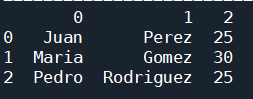 0 1 2
0 Juan Perez 25
1 Maria Gomez 30
2 Pedro Rodriguez 25